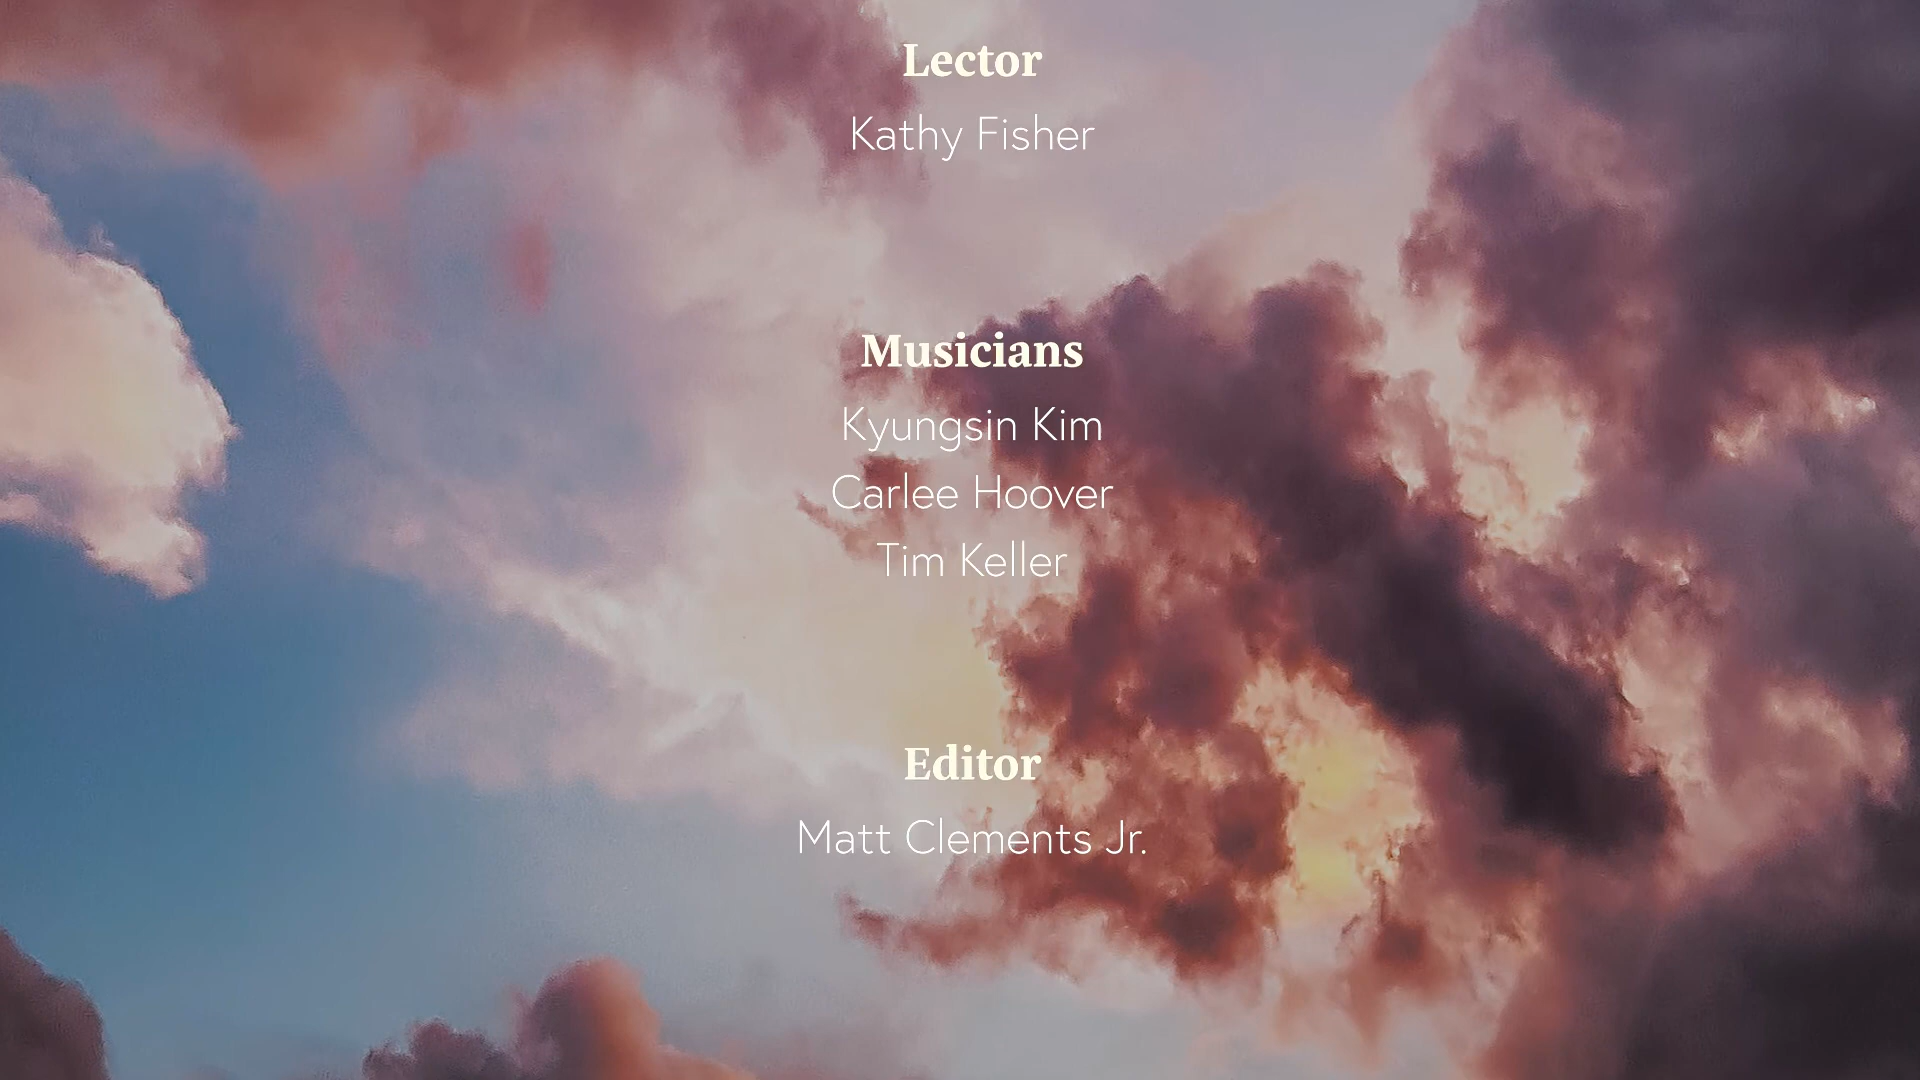 Lector
Kathy Fisher
Musicians
Kyungsin Kim
Carlee Hoover
Tim Keller
Editor
Matt Clements Jr.